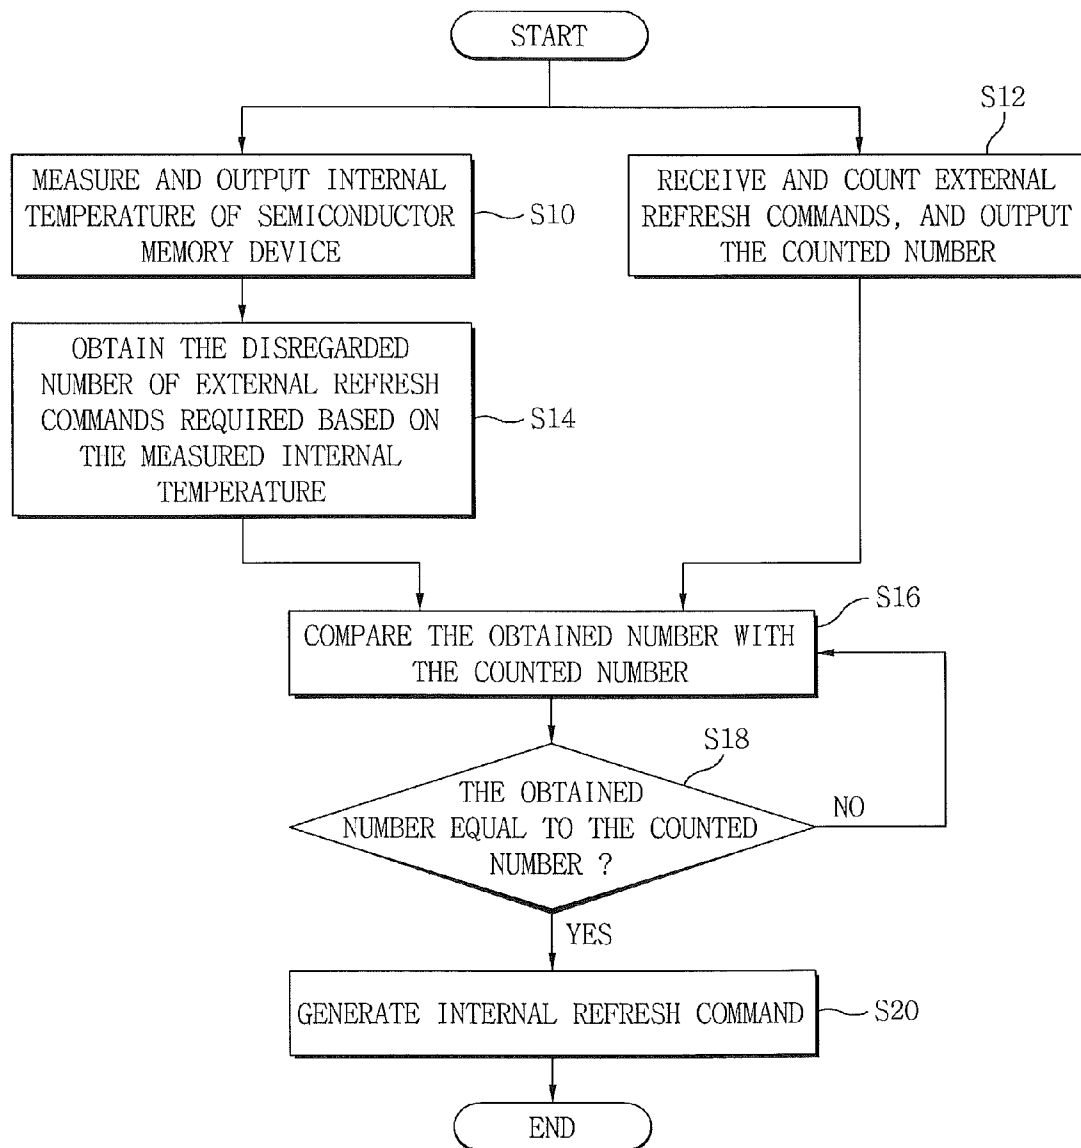 START
S12
MEASURE AND OUTPUT INTERNAL
TEMPERATURE OF SEMICONDUCTOR
MEMORY DEVICE
S10
RECEIVE AND COUNT EXTERNAL
REFRESH COMMANDS, AND OUTPUT
THE COUNTED NUMBER
OBTAIN THE DISREGARDED
NUMBER OF EXTERNAL REFRESH
COMMANDS REQUIRED BASED ON
THE MEASURED INTERNAL
TEMPERATURE
S14
S16
COMPARE THE OBTAINED NUMBER WITH
THE COUNTED NUMBER
S18
THE OBTAINED
NUMBER EQUAL TO THE COUNTED
NUMBER ?
NO
YES
GENERATE INTERNAL REFRESH COMMAND
S20
END